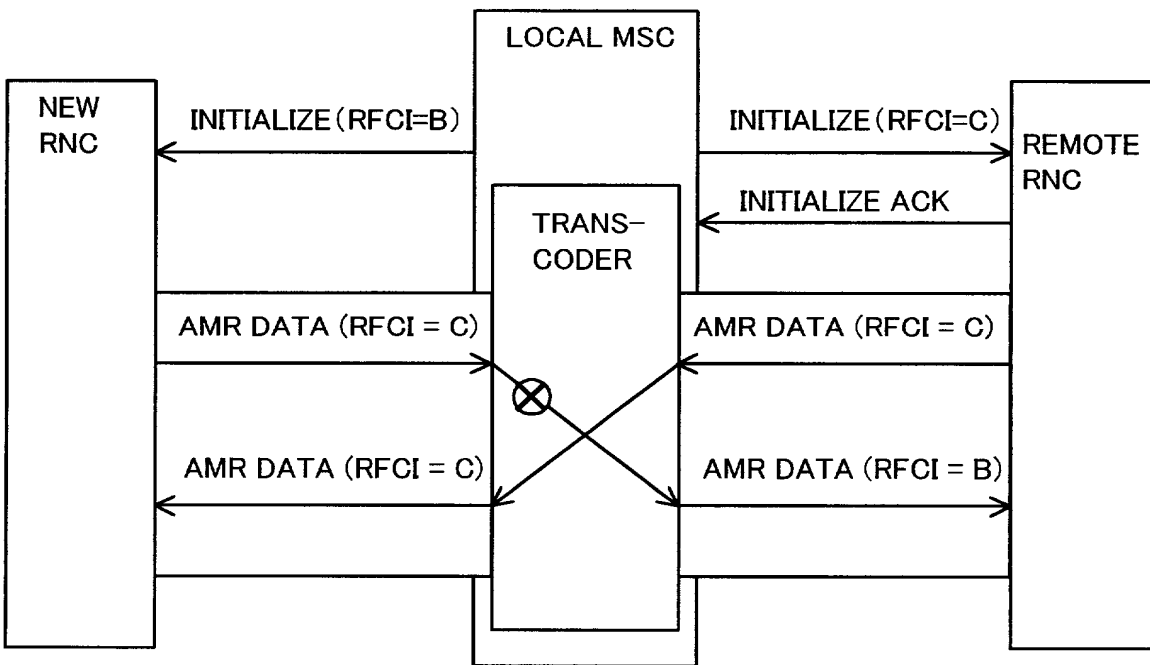 LOCAL MSC
NEW
RNC
INITIALIZE(RFCI=B)
INITIALIZE(RFCI=C)
REMOTE
RNC
INITIALIZE ACK
TRANS-
CODER
AMR DATA (RFCI = C)
AMR DATA (RFCI = C)
AMR DATA (RFCI = C)
AMR DATA (RFCI = B)